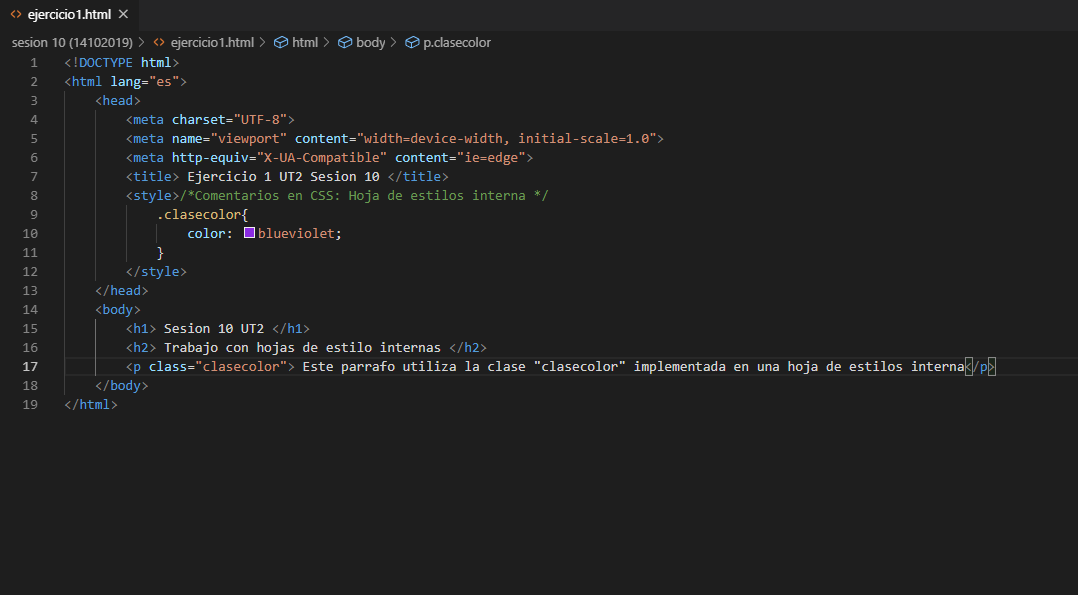 ejercicio1.html
sesion 10 (14102019) > ejercicio1.html > html > body > p.clasecolor
1 <!DOCTYPE html>
2 <html lang="es">
3 <head>
4 <meta charset="UTF-8">
5 <meta name="viewport" content="width=device-width, initial-scale=1.0">
6 <meta http-equiv="X-UA-Compatible" content="ie=edge">
7 <title> Ejercicio 1 UT2 Sesion 10 </title>
8 <style>/*Comentarios en CSS: Hoja de estilos interna */
9 .clasecolor{
10 color: blueviolet;
11 }
12 </style>
13 </head>
14 <body>
15 <h1> Sesion 10 UT2 </h1>
16 <h2> Trabajo con hojas de estilo internas </h2>
17 <p class="clasecolor"> Este parrafo utiliza la clase "clasecolor" implementada en una hoja de estilos interna</p>
18 </body>
19 </html>